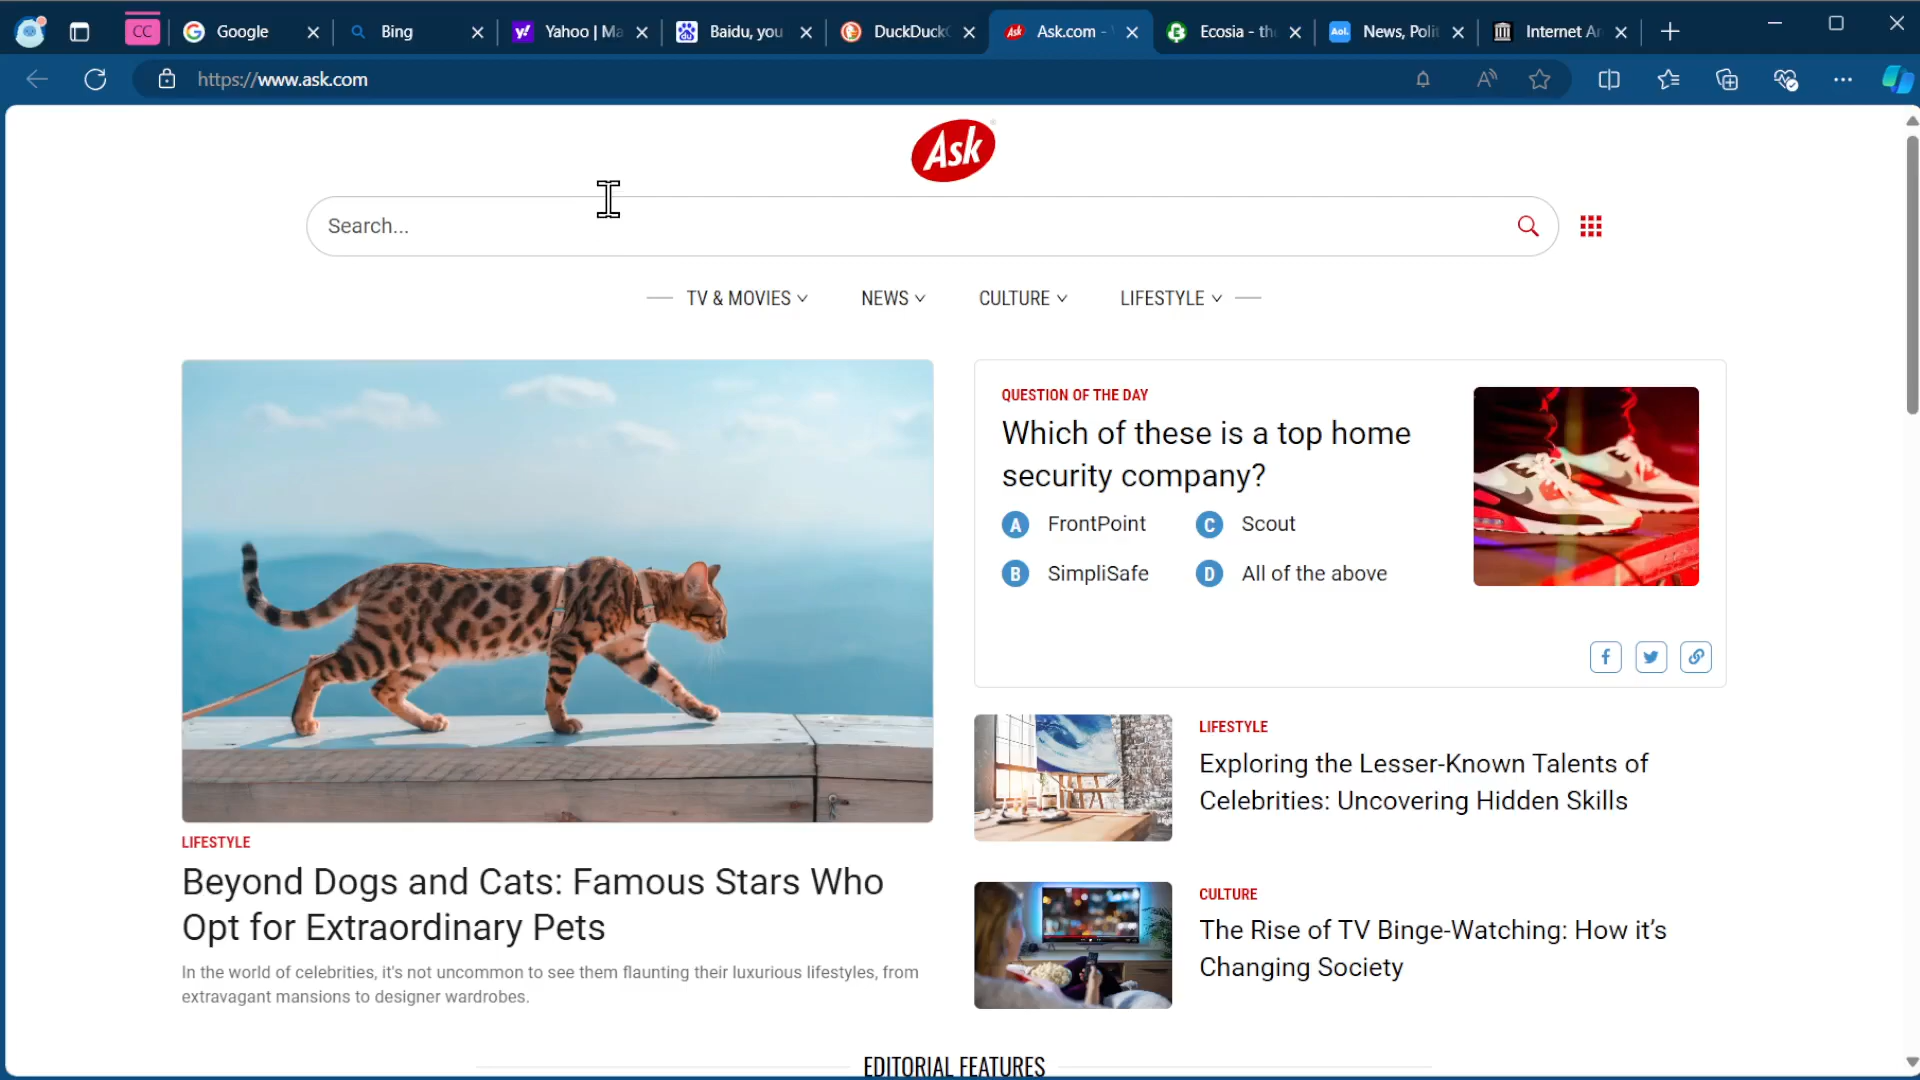 CC
Google
Bing
Yahoo | Ma
Baidu, you
DuckDuck
Ask.com -
Ecosia - the
News, Polit
Internet Ar
https://www.ask.com
Ask
Search...
TV & MOVIES
NEWS
CULTURE
LIFESTYLE
QUESTION OF THE DAY
Which of these is a top home
security company?
A FrontPoint
C Scout
B SimpliSafe
D All of the above
LIFESTYLE
Beyond Dogs and Cats: Famous Stars Who
Opt for Extraordinary Pets
In the world of celebrities, it's not uncommon to see them flaunting their luxurious lifestyles, from
extravagant mansions to designer wardrobes.
LIFESTYLE
Exploring the Lesser-Known Talents of
Celebrities: Uncovering Hidden Skills
CULTURE
The Rise of TV Binge-Watching: How it’s
Changing Society
EDITORIAL FEATURES